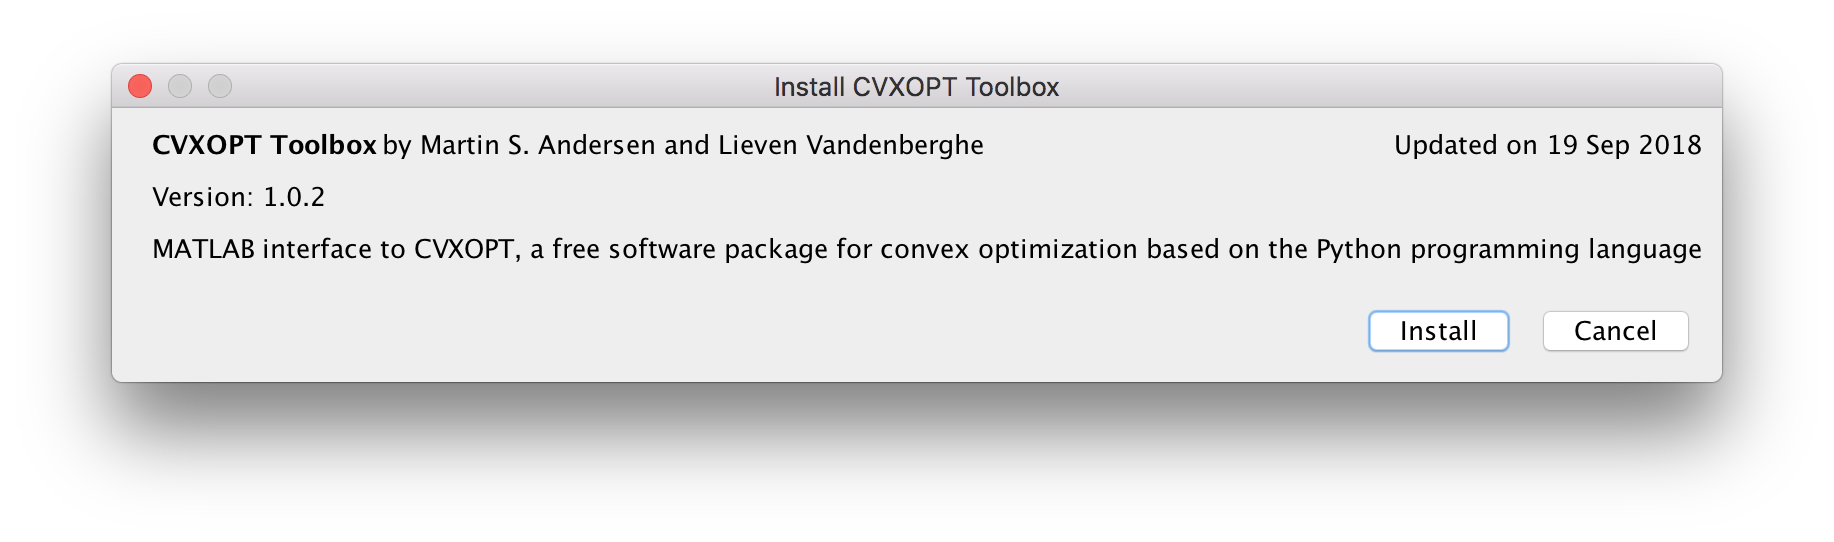 Install CVXOPT Toolbox
CVXOPT Toolbox by Martin S. Andersen and Lieven Vandenberghe Updated on 19 Sep 2018
Version: 1.0.2
MATLAB interface to CVXOPT, a free software package for convex optimization based on the Python programming language
Install Cancel